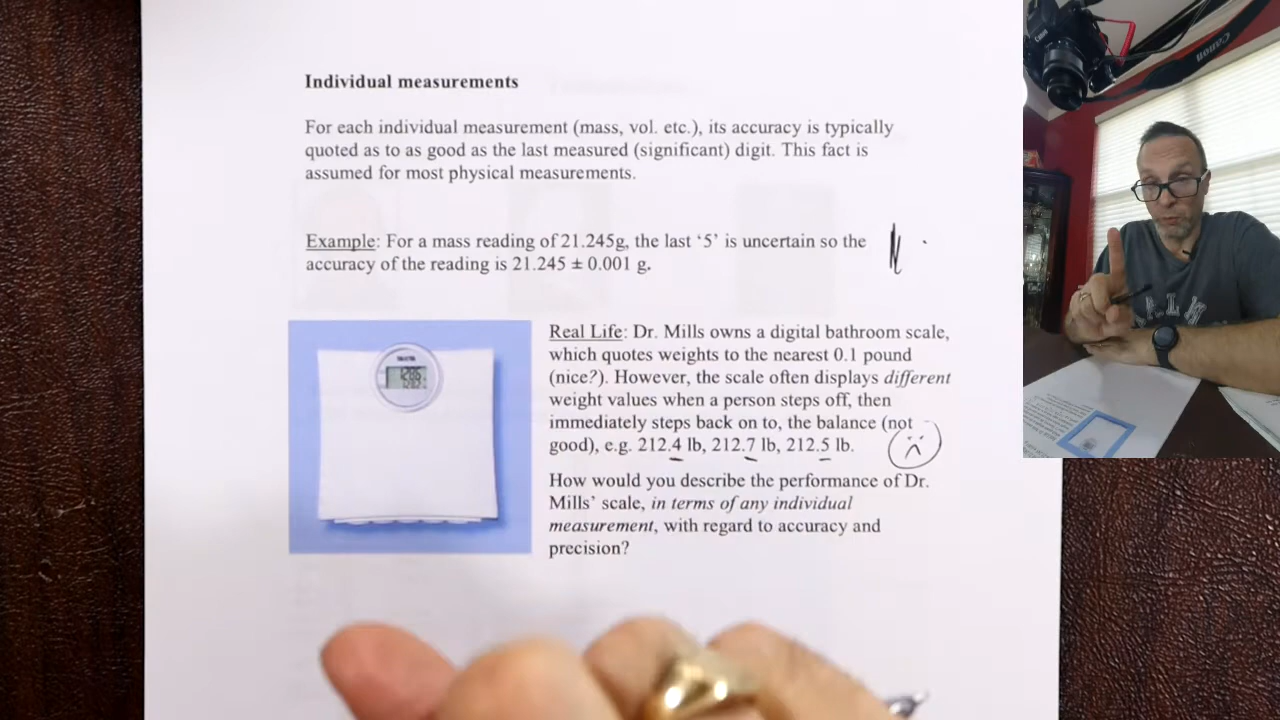 Individual measurements
For each individual measurement (mass, vol. etc.), its accuracy is typically
quoted as to as good as the last measured (significant) digit. This fact is
assumed for most physical measurements.
Example: For a mass reading of 21.245g, the last ‘5’ is uncertain so the
accuracy of the reading is 21.245 ± 0.001 g.
Real Life: Dr. Mills owns a digital bathroom scale,
which quotes weights to the nearest 0.1 pound
(nice?). However, the scale often displays different
weight values when a person steps off, then
immediately steps back on to, the balance (not
good), e.g. 212.4 lb, 212.7 lb, 212.5 lb.
How would you describe the performance of Dr.
Mills’ scale, in terms of any individual
measurement, with regard to accuracy and
precision?
Canon